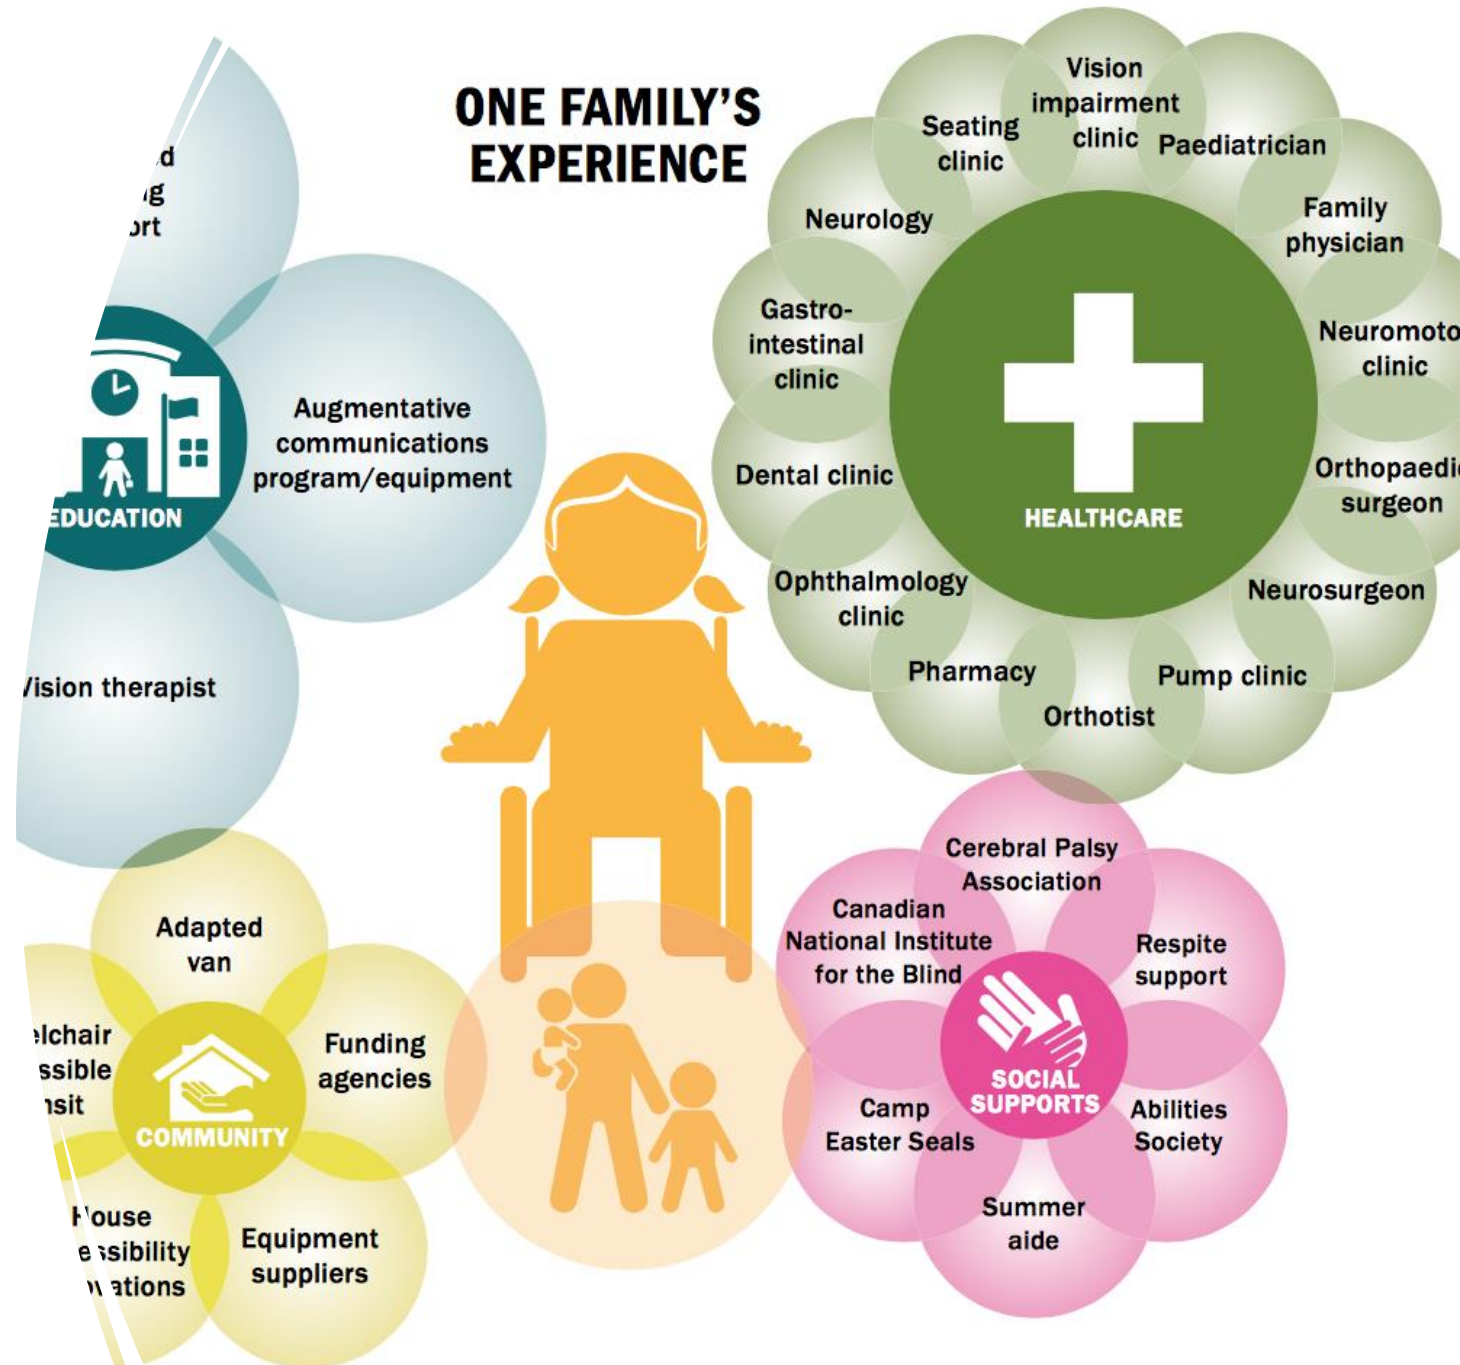 ONE FAMILY'S
EXPERIENCE
Augmentative
communications
program/equipment
EDUCATION
therapist
Vision
impairment
clinic
Seating
clinic
Paediatrician
Neurology
Family
physician
Gastro-
intestinal
clinic
clinic
Dental clinic
surgeon
HEALTHCARE
Ophthalmology
clinic
Neurosurgeon
Pharmacy
Pump clinic
Orthotist
Adapted
van
Funding
agencies
COMMUNITY
House
Equipment
suppliers
Cerebral Palsy
Association
Canadian
National Institute
for the Blind
Respite
support
SOCIAL
SUPPORTS
Camp
Easter Seals
Abilities
Society
Summer
aide